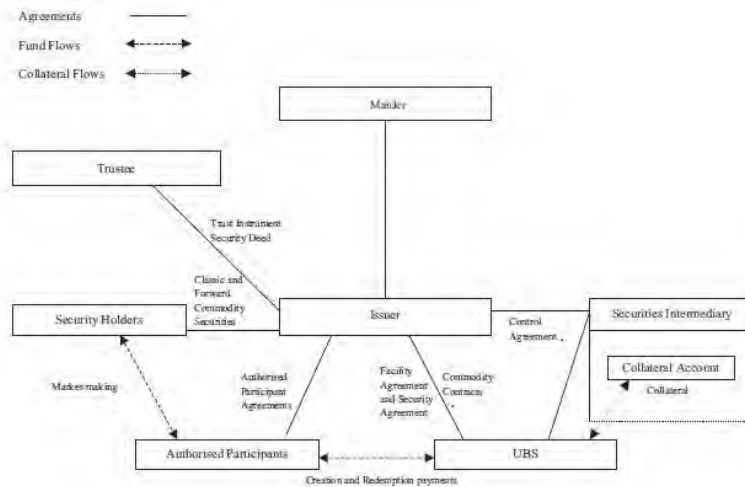 Agreements
Fund Flows
Collateral Flows
Manler
Trustee
Trust Instrument
Security Deed
Classic and
Forward
Commodity
Securities
Security Holders
Issuer
Control
Agreement
Securities Intermediary
Collateral Account
Collateral
Market-making
Authorised
Participant
Agreements
Facility
Agreement
and Security
Agreement
Commodity
Contracts
Authorised Participants
UBS
Creation and Redemption payments